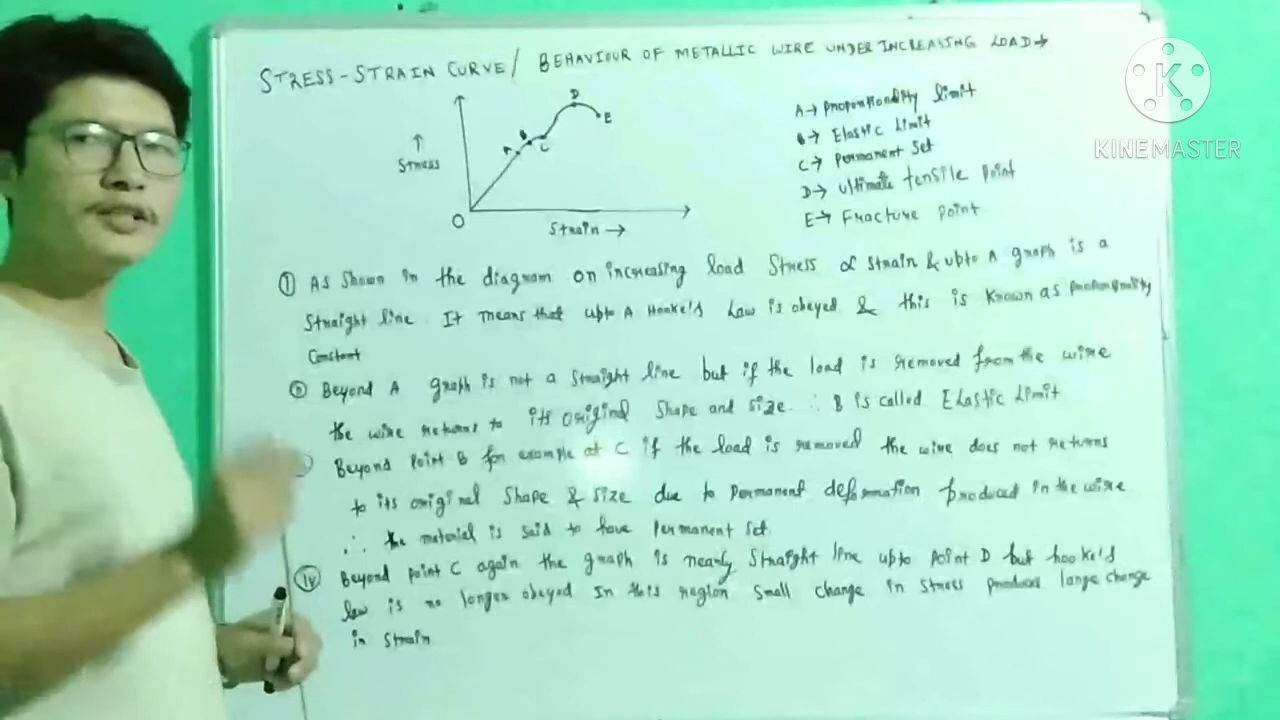 STRESS-STRAIN CURVE / BEHAVIOUR OF METALLIC WIRE UNDER INCREASING LOAD →
K
KINEMASTER
↑
Stress
A
B
C
D
E
O
Strain →
A → Proportionality limit
B → Elastic Limit
C → Permanent Set
D → Ultimate tensile point
E → Fracture point
(I) As shown in the diagram on increasing load Stress ∝ Strain & upto A graph is a
Straight line. It means that upto A Hooke's Law is obeyed & this is known as Proportionality
Constant
(II) Beyond A graph is not a straight line but if the load is removed from the wire
the wire returns to its original shape and size. ∴ B is called Elastic Limit
Beyond Point B for example at C if the load is removed the wire does not returns
to its original shape & size due to permanent deformation produced in the wire
∴ the material is said to have permanent set
(IV) Beyond point C again the graph is nearly straight line upto point D but hooke's
law is no longer obeyed In this region small change in stress produce large change
in strain